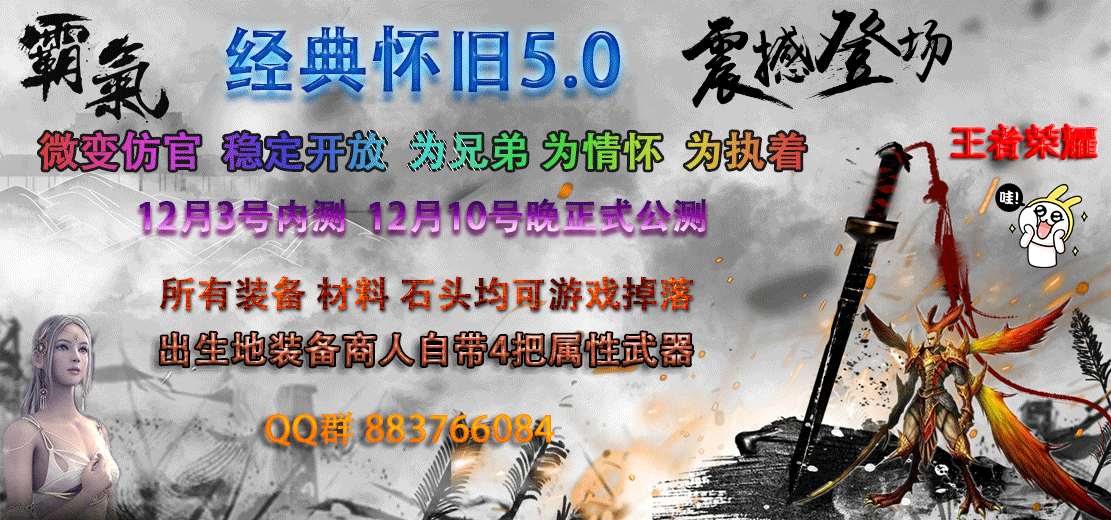 霸氣 经典怀旧5.0 震撼登场
微变仿官 稳定开放 为兄弟 为情怀 为执着
王者荣耀
哇!
12月3号内测 12月10号晚正式公测
所有装备 材料 石头均可游戏掉落
出生地装备商人自带4把属性武器
QQ群 883766084